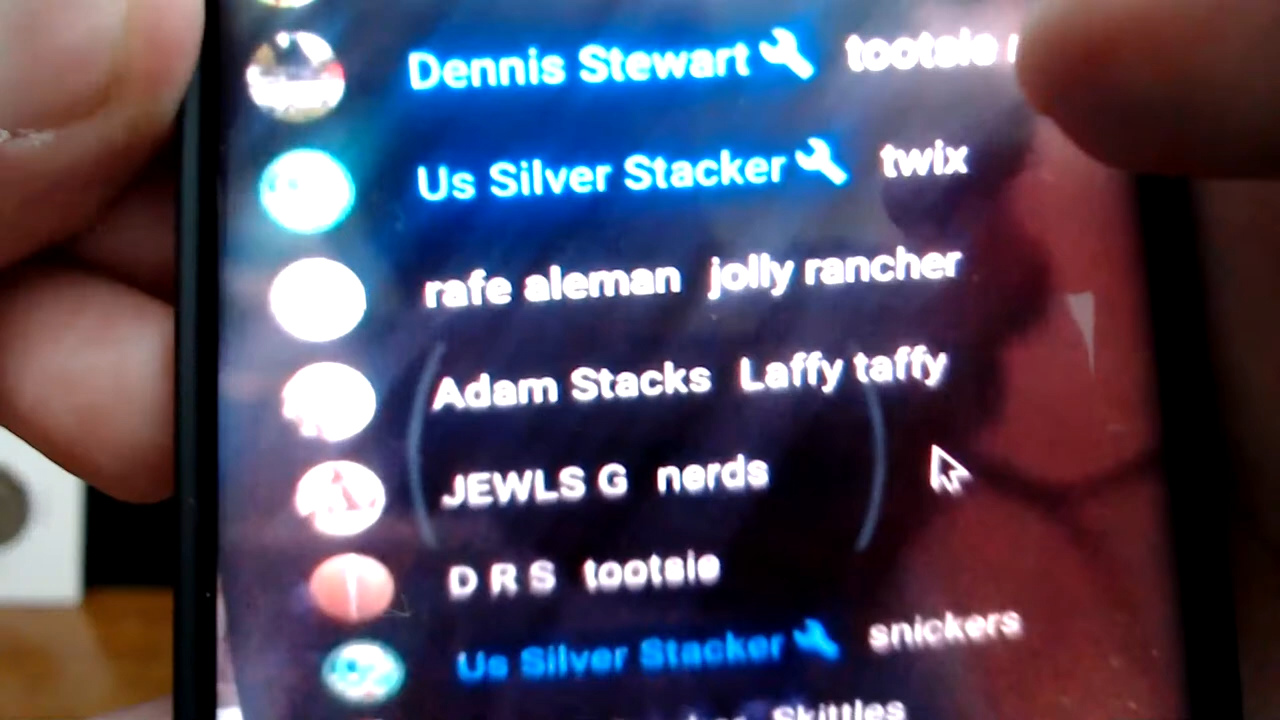 Dennis Stewart tootsie
Us Silver Stacker twix
rafe aleman jolly rancher
Adam Stacks Laffy taffy
JEWLS G nerds
D R S tootsie
Us Silver Stacker snickers
Skittles